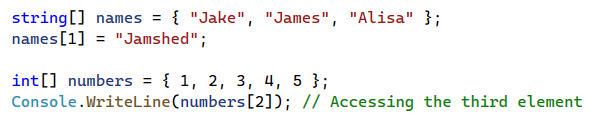 string[] names = { "Jake", "James", "Alisa" };
names[1] = "Jamshed";
int[] numbers = { 1, 2, 3, 4, 5 };
Console.WriteLine(numbers[2]); // Accessing the third element